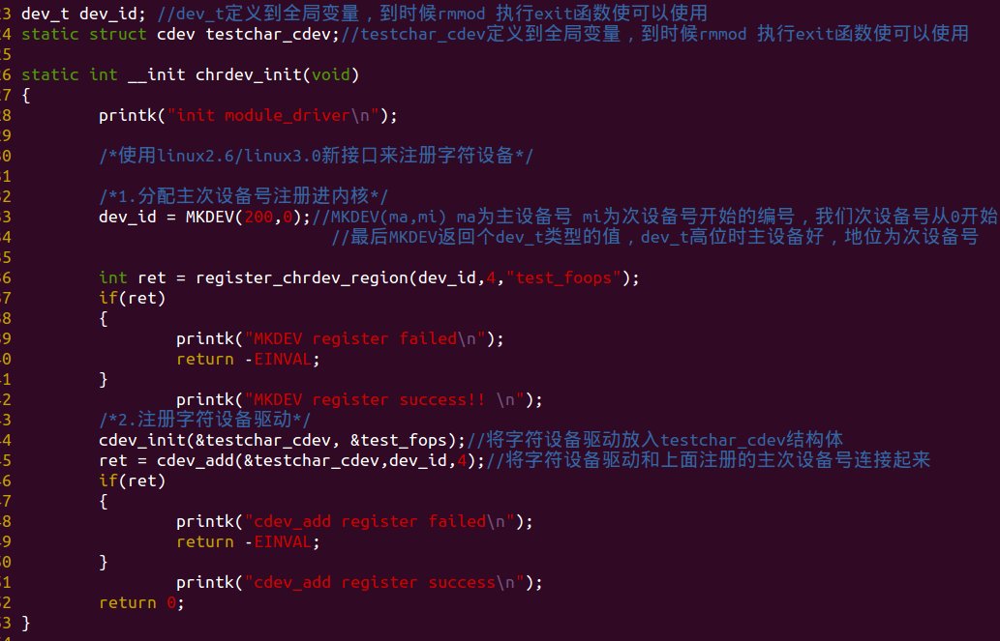 3 dev_t dev_id; //dev_t定义到全局变量，到时候rmmod 执行exit函数使可以使用
4 static struct cdev testchar_cdev;//testchar_cdev定义到全局变量，到时候rmmod 执行exit函数使可以使用
5
6 static int __init chrdev_init(void)
7 {
8 printk("init module_driver\n");
9
0 /*使用linux2.6/linux3.0新接口来注册字符设备*/
1
2 /*1.分配主次设备号注册进内核*/
3 dev_id = MKDEV(200,0);//MKDEV(ma,mi) ma为主设备号 mi为次设备号开始的编号，我们次设备号从0开始
4 //最后MKDEV返回个dev_t类型的值，dev_t高位时主设备好，地位为次设备号
5
6 int ret = register_chrdev_region(dev_id,4,"test_foops");
7 if(ret)
8 {
9 printk("MKDEV register failed\n");
0 return -EINVAL;
1 }
2 printk("MKDEV register success!! \n");
3 /*2.注册字符设备驱动*/
4 cdev_init(&testchar_cdev, &test_fops);//将字符设备驱动放入testchar_cdev结构体
5 ret = cdev_add(&testchar_cdev,dev_id,4);//将字符设备驱动和上面注册的主次设备号连接起来
6 if(ret)
7 {
8 printk("cdev_add register failed\n");
9 return -EINVAL;
0 }
1 printk("cdev_add register success\n");
2 return 0;
3 }